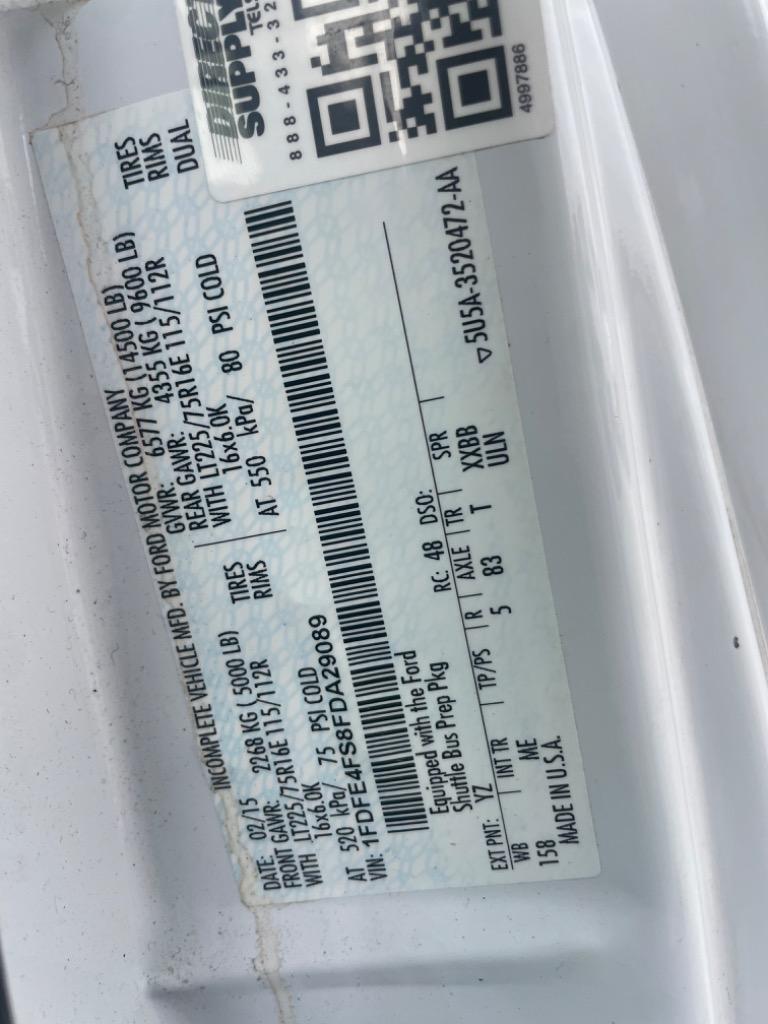 DIRECT
SUPPLY
TELS
888-433-32
4997886
INCOMPLETE VEHICLE MFD. BY FORD MOTOR COMPANY
DATE: 02/15 GVWR: 6577 KG (14500 LB)
FRONT GAWR: 2268 KG ( 5000 LB) REAR GAWR: 4355 KG ( 9600 LB)
WITH LT225/75R16E 115/112R TIRES WITH LT225/75R16E 115/112R TIRES
16x6.0K RIMS 16x6.0K RIMS
AT 520 kPa/ 75 PSI COLD AT 550 kPa/ 80 PSI COLD DUAL
VIN: 1FDFE4FS8FDA29089
Equipped with the Ford
Shuttle Bus Prep Pkg
EXT PNT: YZ RC: 48 DSO:
WB INT TR TP/PS R AXLE TR SPR
158 ME 5 83 T XXBB
MADE IN U.S.A. ULN
▽5U5A-3520472-AA